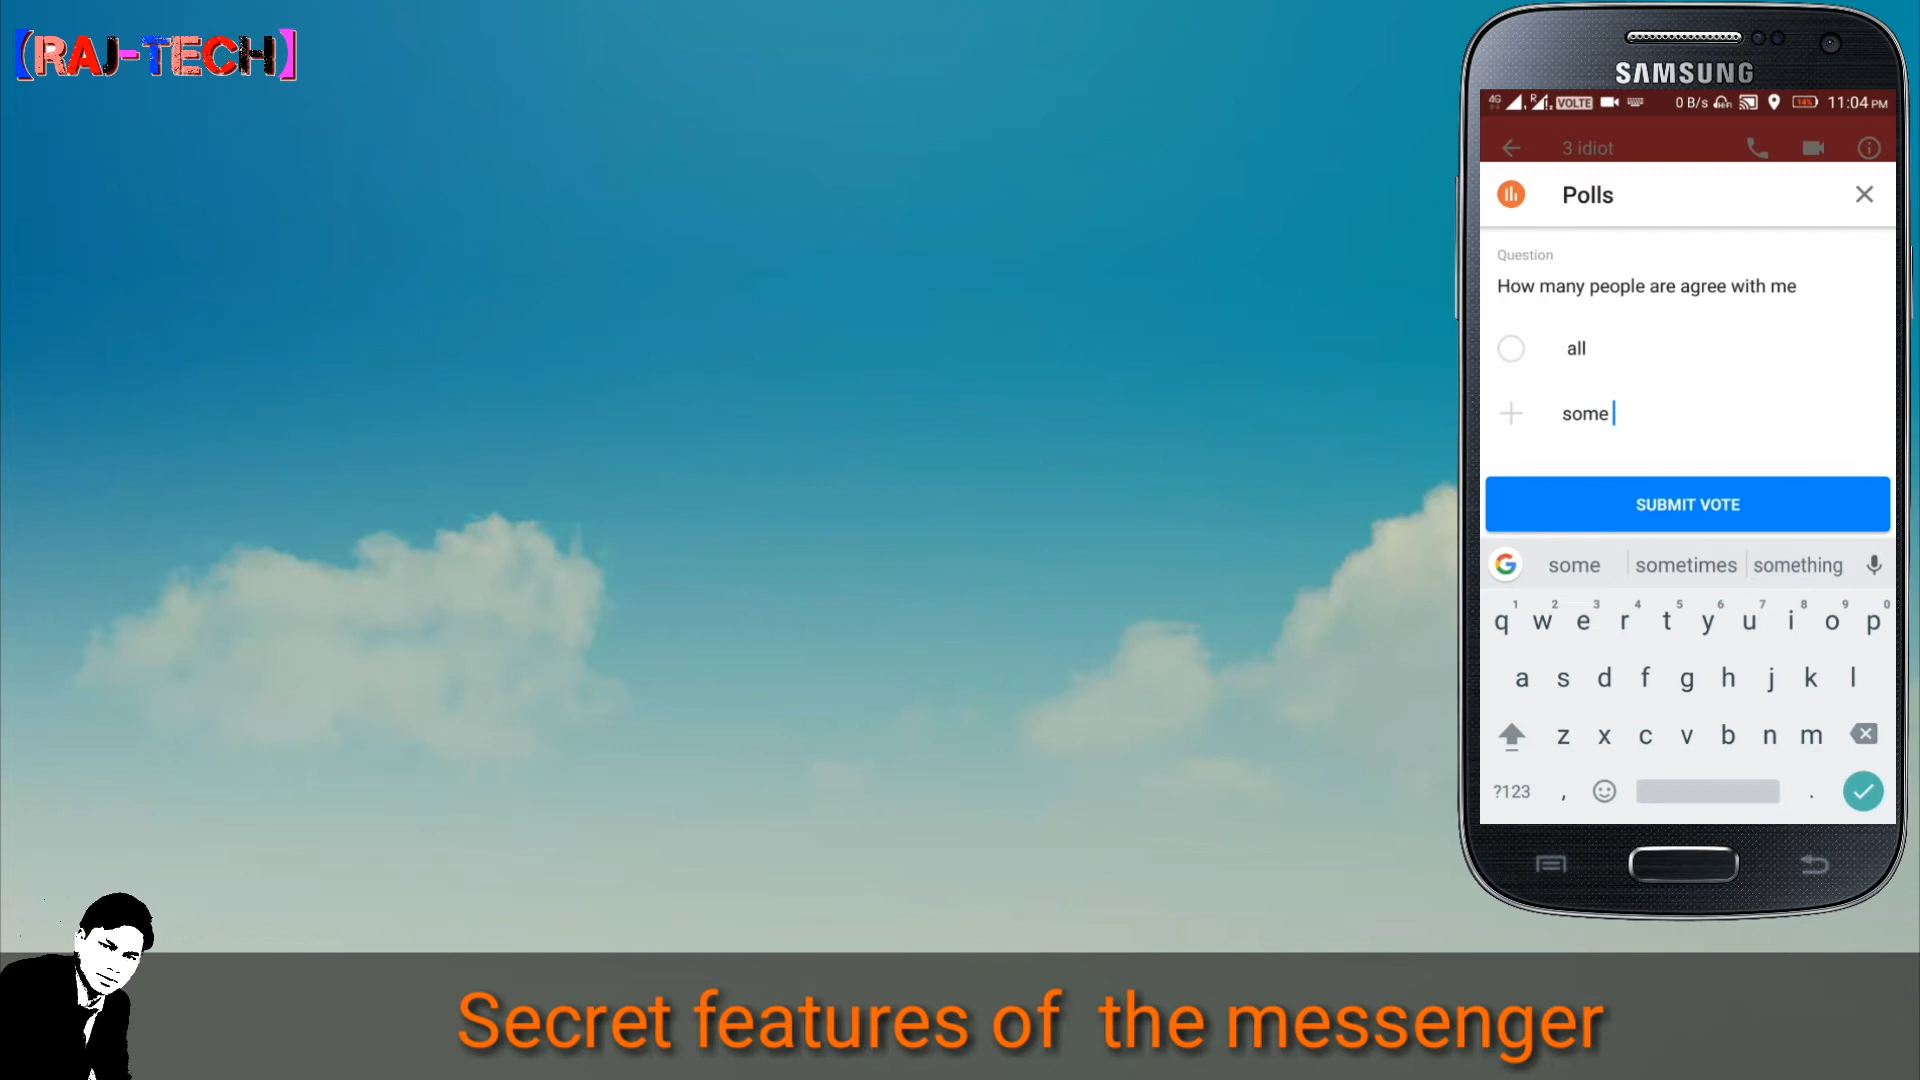 【RAJ-TECH】
SAMSUNG
4G R VOLTE 0 B/s 14% 11:04 PM
3 idiot
Polls
Question
How many people are agree with me
all
some
SUBMIT VOTE
some sometimes something
1 2 3 4 5 6 7 8 9 0
q w e r t y u i o p
a s d f g h j k l
z x c v b n m
?123 , .
Secret features of the messenger